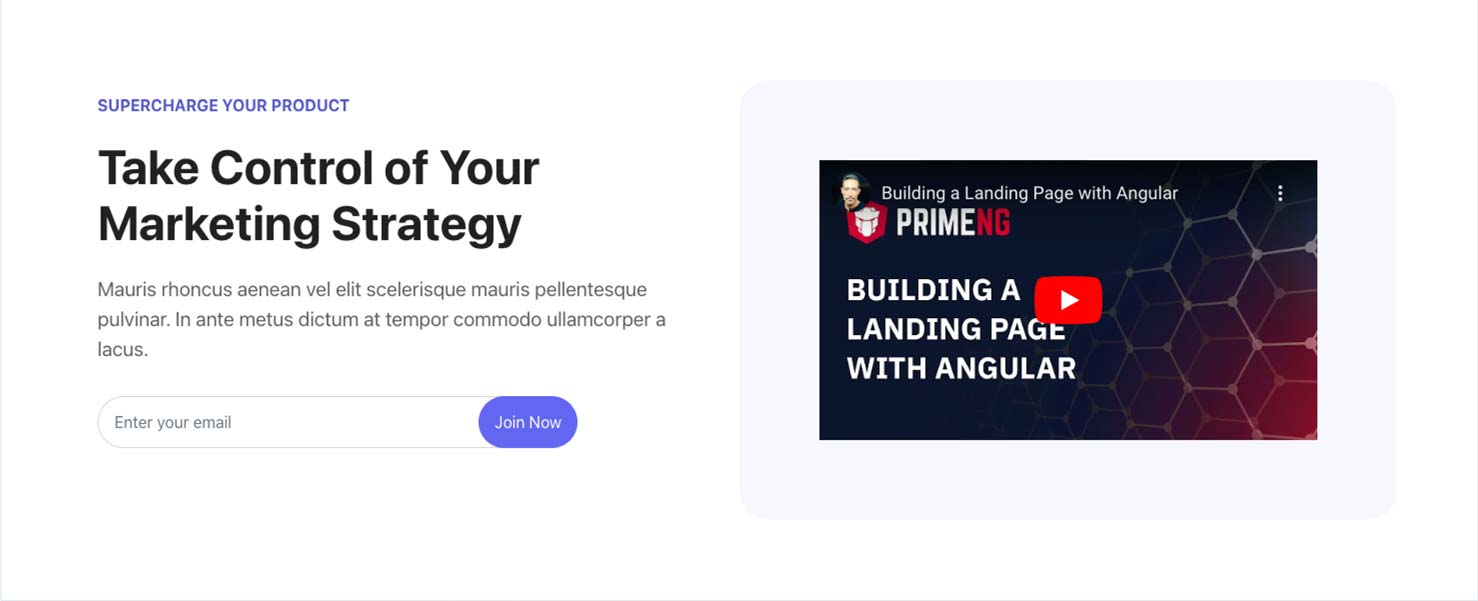 SUPERCHARGE YOUR PRODUCT
Take Control of Your
Marketing Strategy
Mauris rhoncus aenean vel elit scelerisque mauris pellentesque
pulvinar. In ante metus dictum at tempor commodo ullamcorper a
lacus.
Enter your email
Join Now
Building a Landing Page with Angular
PRIMENG
BUILDING A
LANDING PAGE
WITH ANGULAR